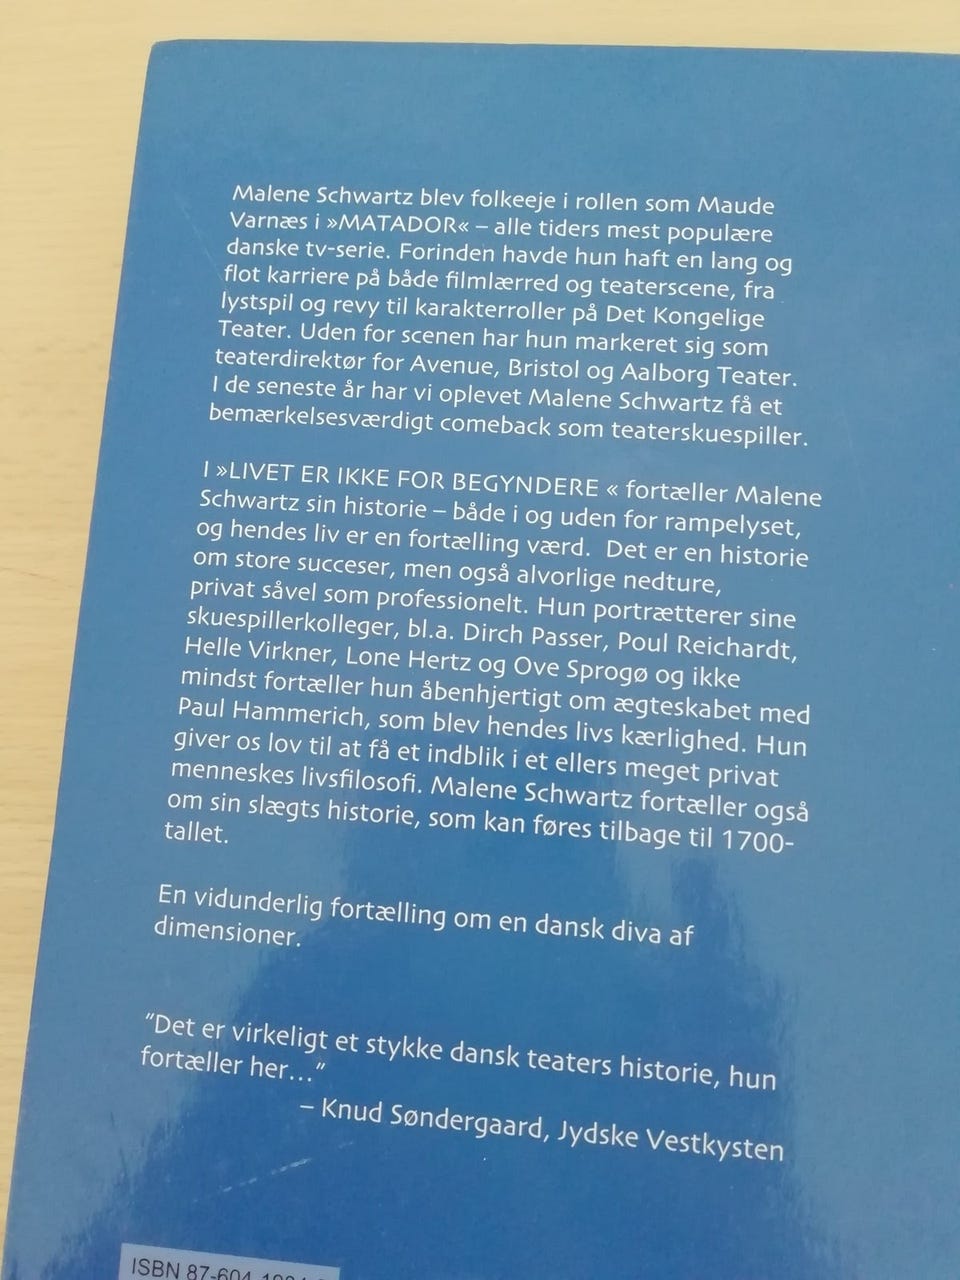 Malene Schwartz blev folkeeje i rollen som Maude
Varnæs i »MATADOR« – alle tiders mest populære
danske tv-serie. Forinden havde hun haft en lang og
flot karriere på både filmlærred og teaterscene, fra
lystspil og revy til karakterroller på Det Kongelige
Teater. Uden for scenen har hun markeret sig som
teaterdirektør for Avenue, Bristol og Aalborg Teater.
I de seneste år har vi oplevet Malene Schwartz få et
bemærkelsesværdigt comeback som teaterskuespiller.
I »LIVET ER IKKE FOR BEGYNDERE « fortæller Malene
Schwartz sin historie – både i og uden for rampelyset,
og hendes liv er en fortælling værd. Det er en historie
om store succeser, men også alvorlige nedture,
privat såvel som professionelt. Hun portrætterer sine
skuespillerkolleger, bl.a. Dirch Passer, Poul Reichardt,
Helle Virkner, Lone Hertz og Ove Sprogø og ikke
mindst fortæller hun åbenhjertigt om ægteskabet med
Paul Hammerich, som blev hendes livs kærlighed. Hun
giver os lov til at få et indblik i et ellers meget privat
menneskes livsfilosofi. Malene Schwartz fortæller også
om sin slægts historie, som kan føres tilbage til 1700-
tallet.
En vidunderlig fortælling om en dansk diva af
dimensioner.
"Det er virkeligt et stykke dansk teaters historie, hun
fortæller her..."
– Knud Søndergaard, Jydske Vestkysten
ISBN 87-604